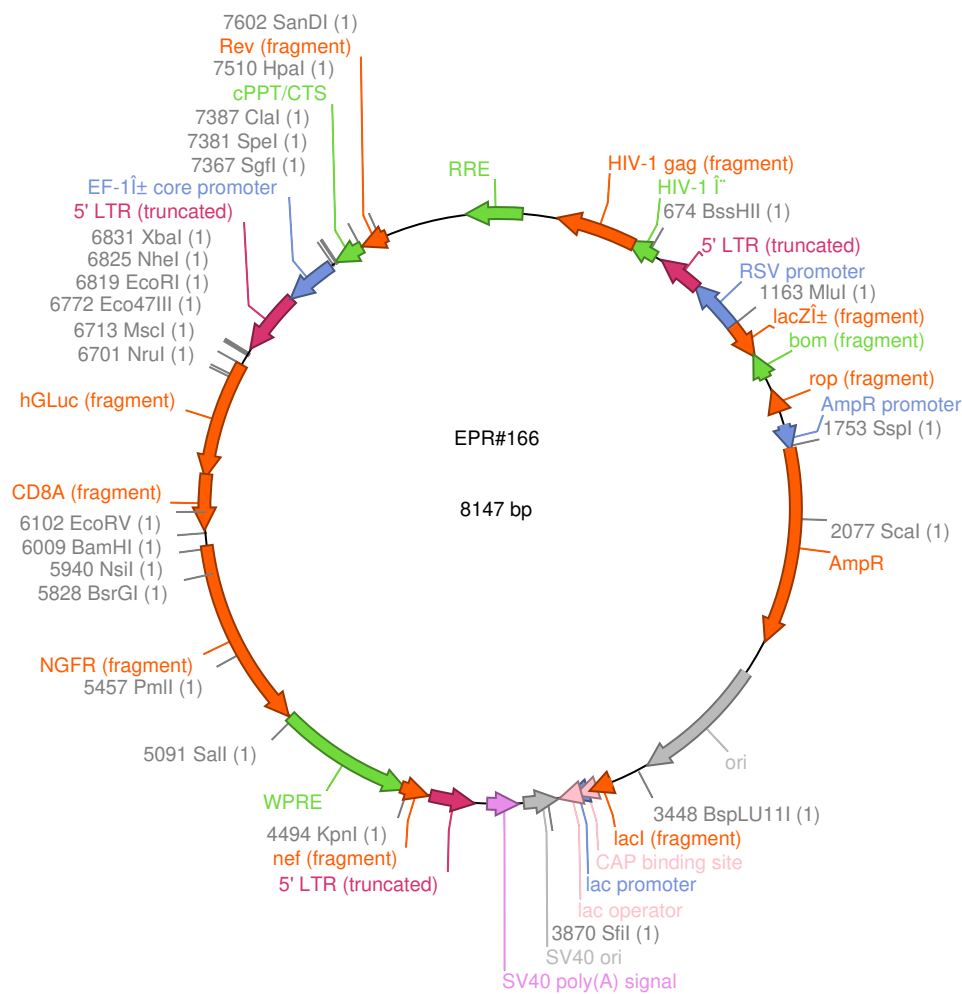 7602 SanDI (1)
Rev (fragment)
7510 HpaI (1)
cPPT/CTS
7387 ClaI (1)
7381 SpeI (1)
7367 SgfI (1)
EF-1Î± core promoter
5' LTR (truncated)
6831 XbaI (1)
6825 NheI (1)
6819 EcoRI (1)
6772 Eco47III (1)
6713 MscI (1)
6701 NruI (1)
hGLuc (fragment)
CD8A (fragment)
6102 EcoRV (1)
6009 BamHI (1)
5940 NsiI (1)
5828 BsrGI (1)
NGFR (fragment)
5457 PmlI (1)
5091 SalI (1)
WPRE
4494 KpnI (1)
nef (fragment)
5' LTR (truncated)
RRE
HIV-1 gag (fragment)
HIV-1 Î¨
674 BssHII (1)
5' LTR (truncated)
RSV promoter
1163 MluI (1)
lacZÎ± (fragment)
bom (fragment)
rop (fragment)
AmpR promoter
1753 SspI (1)
2077 ScaI (1)
AmpR
ori
3448 BspLU11I (1)
lacI (fragment)
CAP binding site
lac promoter
lac operator
3870 SfiI (1)
SV40 ori
SV40 poly(A) signal
EPR#166
8147 bp